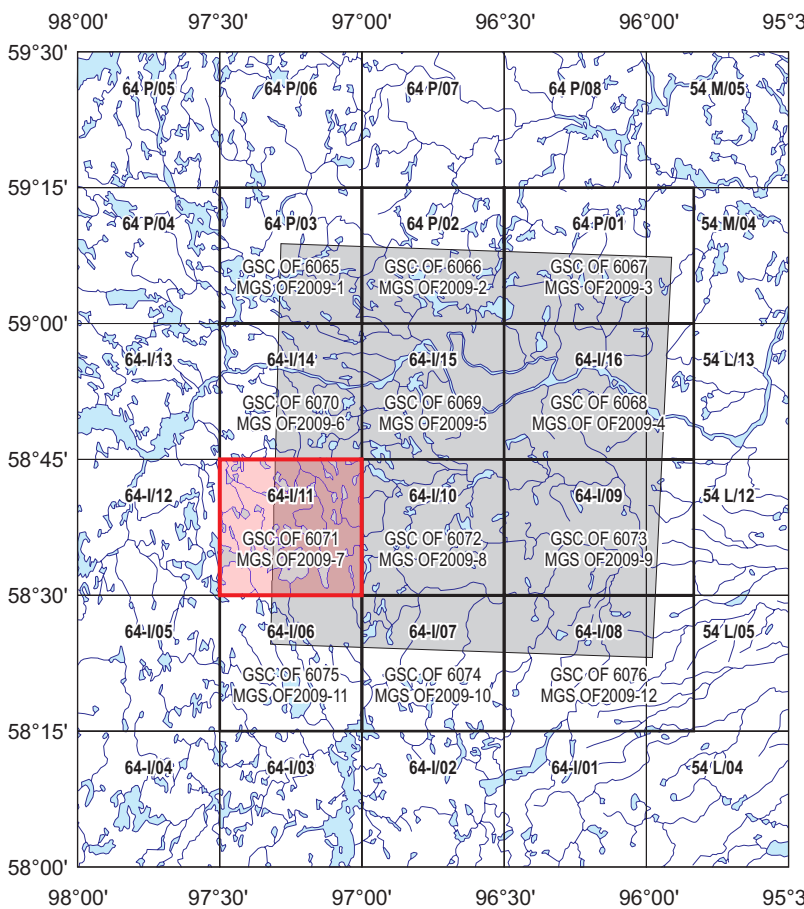 98°00' 97°30' 97°00' 96°30' 96°00' 95°3
59°30'
64 P/05 64 P/06 64 P/07 64 P/08 54 M/05
59°15'
64 P/04 64 P/03 64 P/02 64 P/01 54 M/04
GSC OF 6065 GSC OF 6066 GSC OF 6067
MGS OF2009-1 MGS OF2009-2 MGS OF2009-3
59°00'
64-I/13 64-I/14 64-I/15 64-I/16 54 L/13
GSC OF 6070 GSC OF 6069 GSC OF 6068
MGS OF2009-6 MGS OF2009-5 MGS OF OF2009-4
58°45'
64-I/12 64-I/11 64-I/10 64-I/09 54 L/12
GSC OF 6071 GSC OF 6072 GSC OF 6073
MGS OF2009-7 MGS OF2009-8 MGS OF2009-9
58°30'
64-I/05 64-I/06 64-I/07 64-I/08 54 L/05
GSC OF 6075 GSC OF 6074 GSC OF 6076
MGS OF2009-11 MGS OF2009-10 MGS OF2009-12
58°15'
64-I/04 64-I/03 64-I/02 64-I/01 54 L/04
58°00'
98°00' 97°30' 97°00' 96°30' 96°00' 95°3